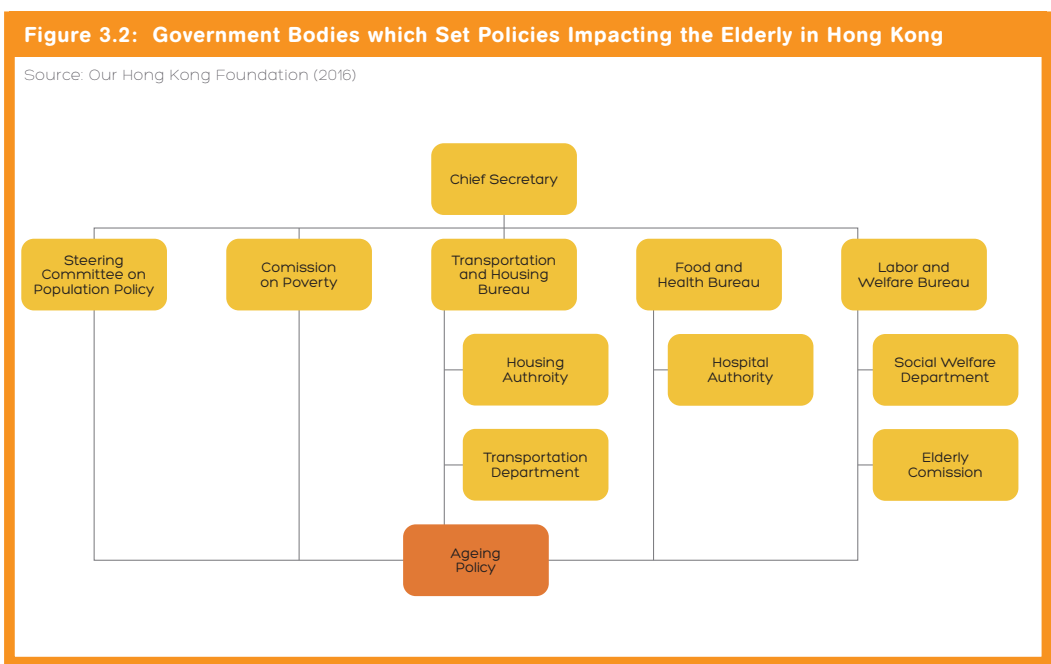 Figure 3.2: Government Bodies which Set Policies Impacting the Elderly in Hong Kong
Source: Our Hong Kong Foundation (2016)
Chief Secretary
Steering
Committee on
Population Policy
Comission
on Poverty
Transportation
and Housing
Bureau
Food and
Health Bureau
Labor and
Welfare Bureau
Housing
Authroity
Hospital
Authority
Social Welfare
Department
Transportation
Department
Elderly
Comission
Ageing
Policy